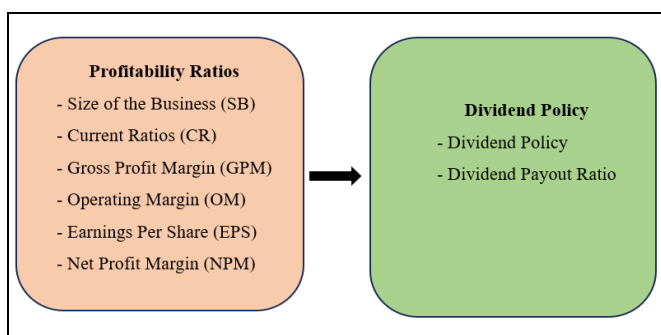 Profitability Ratios
- Size of the Business (SB)
- Current Ratios (CR)
- Gross Profit Margin (GPM)
- Operating Margin (OM)
- Earnings Per Share (EPS)
- Net Profit Margin (NPM)
Dividend Policy
- Dividend Policy
- Dividend Payout Ratio